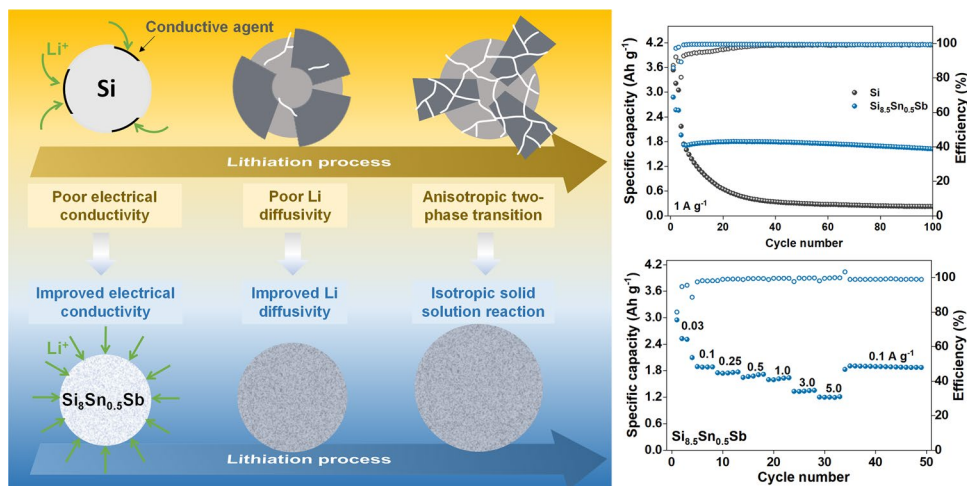 Li⁺
Conductive agent
Si
Lithiation process
Poor electrical
conductivity
Poor Li
diffusivity
Anisotropic two-
phase transition
Improved electrical
conductivity
Improved Li
diffusivity
Isotropic solid
solution reaction
Li⁺
Si₈Sn₀.₅Sb
Lithiation process
Specific capacity (Ah g⁻¹)
4.2
3.6
3.0
2.4
1.8
1.2
0.6
0.0
Si
Si₈.₅Sn₀.₅Sb
1 A g⁻¹
0 20 40 60 80 100
Cycle number
100
80
60
40
20
0
Efficiency (%)
Specific capacity (Ah g⁻¹)
4.2
3.6
3.0
2.4
1.8
1.2
0.6
0.0
0.03
0.1
0.25
0.5
1.0
3.0
5.0
0.1 A g⁻¹
Si₈.₅Sn₀.₅Sb
0 10 20 30 40 50
Cycle number
100
80
60
40
20
0
Efficiency (%)